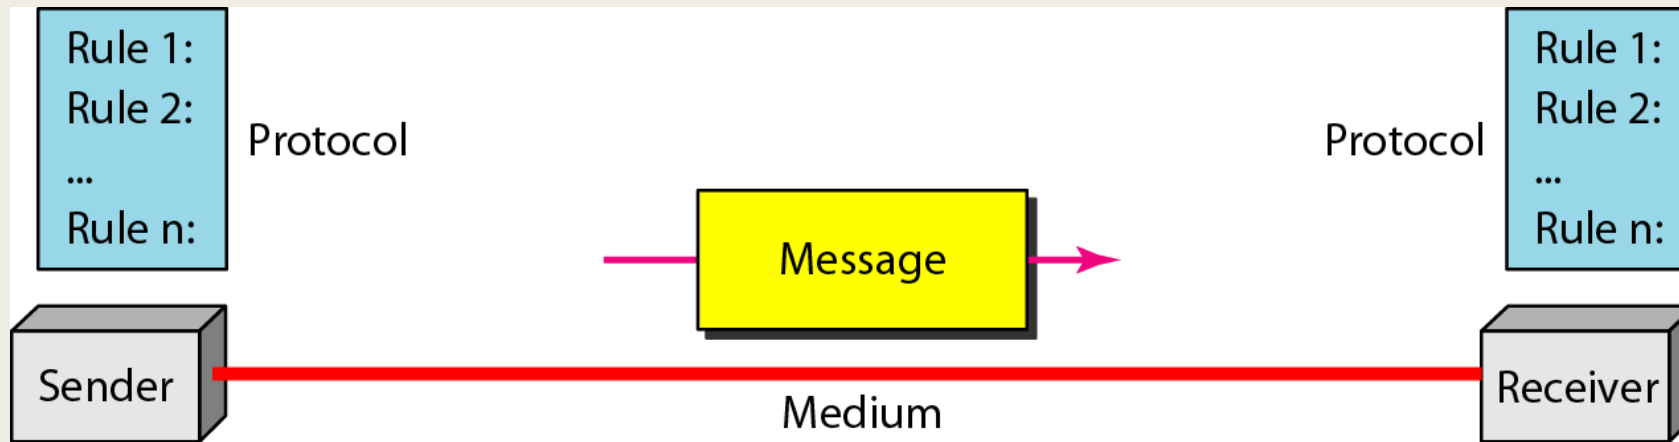 Rule 1:
Rule 2:
...
Rule n:
Protocol
Protocol
Rule 1:
Rule 2:
...
Rule n:
Message
Sender
Medium
Receiver